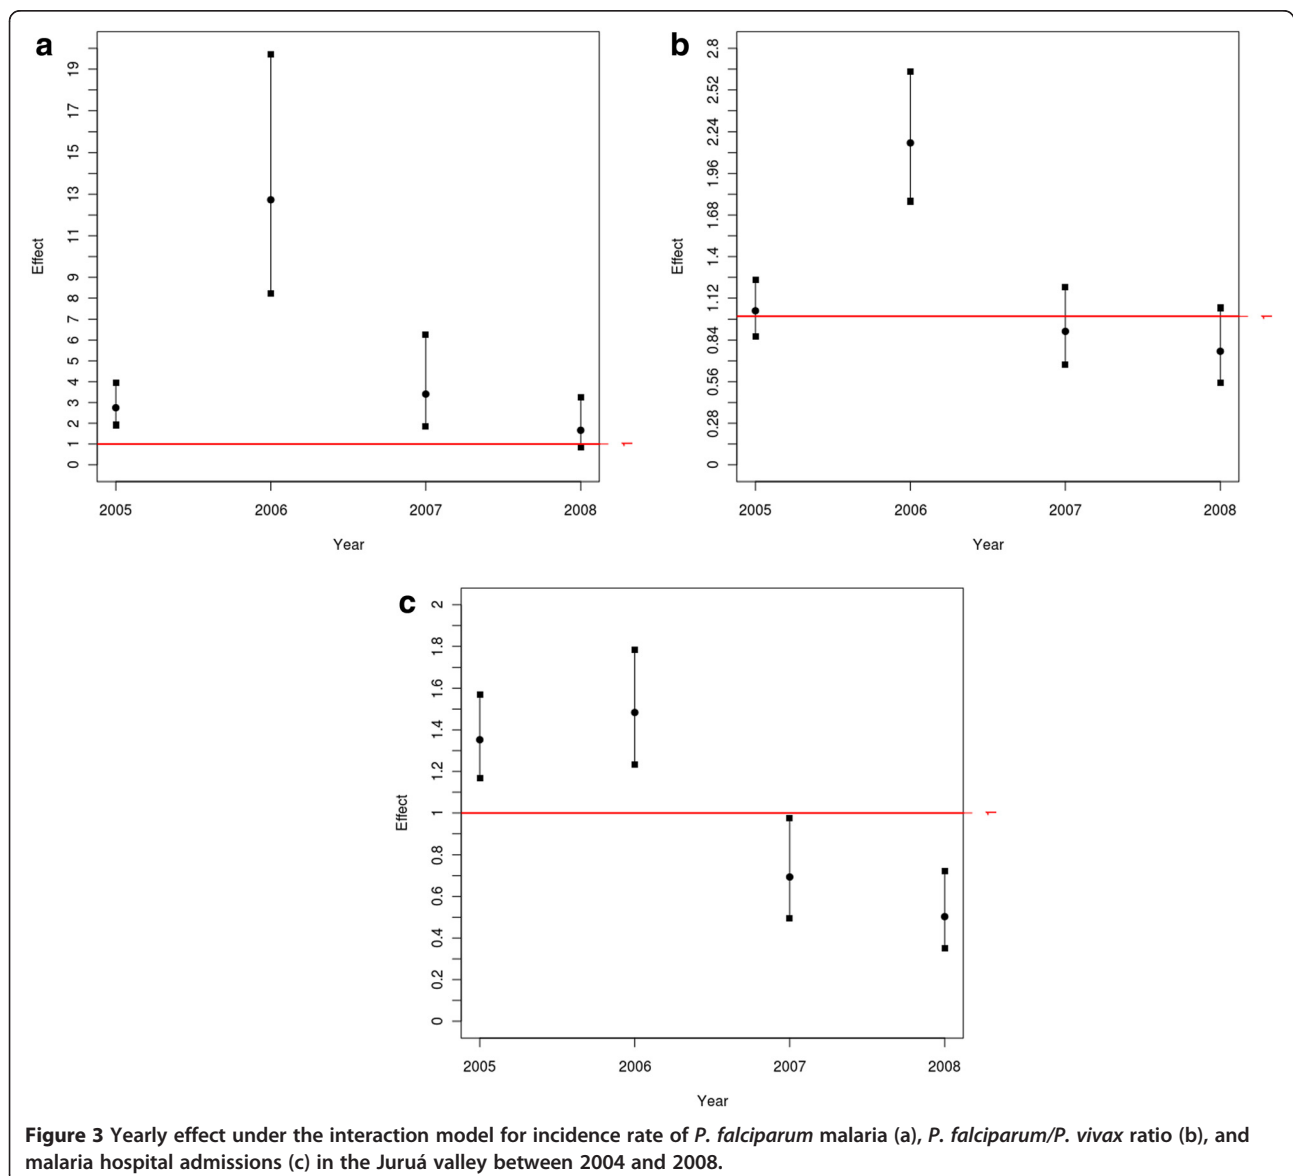 a
19
17
15
13
11
9
8
7
6
5
4
3
2
1
0
Effect
1
2005 2006 2007 2008
Year
b
2.8
2.52
2.24
1.96
1.68
1.4
1.12
0.84
0.56
0.28
0
Effect
1
2005 2006 2007 2008
Year
c
2
1.8
1.6
1.4
1.2
1
0.8
0.6
0.4
0.2
0
Effect
1
2005 2006 2007 2008
Year
Figure 3 Yearly effect under the interaction model for incidence rate of P. falciparum malaria (a), P. falciparum/P. vivax ratio (b), and
malaria hospital admissions (c) in the Juruá valley between 2004 and 2008.